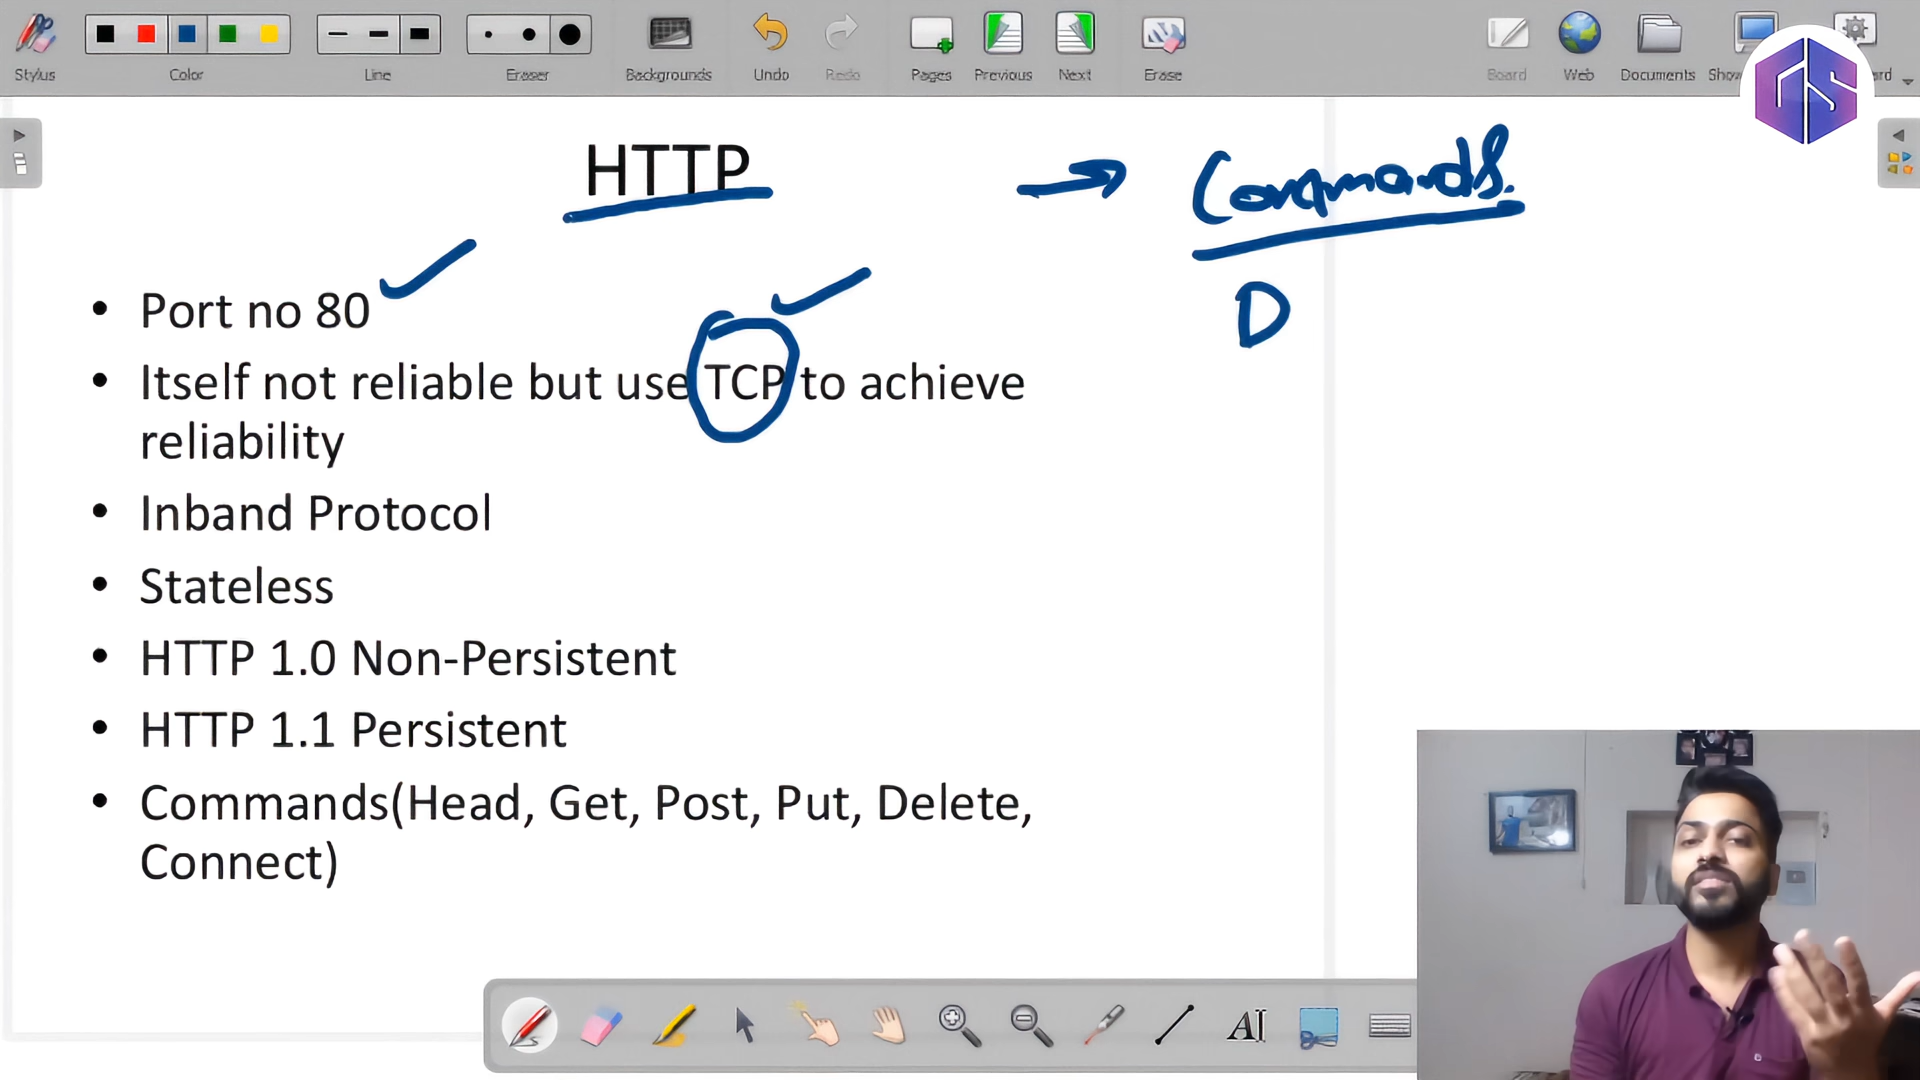 Stylus
Color
Line
Eraser
Backgrounds
Undo
Redo
Pages
Previous
Next
Erase
Board
Web
Documents
HTTP
→ Commands.
D
• Port no 80
• Itself not reliable but use TCP to achieve
reliability
• Inband Protocol
• Stateless
• HTTP 1.0 Non-Persistent
• HTTP 1.1 Persistent
• Commands(Head, Get, Post, Put, Delete,
Connect)
AI